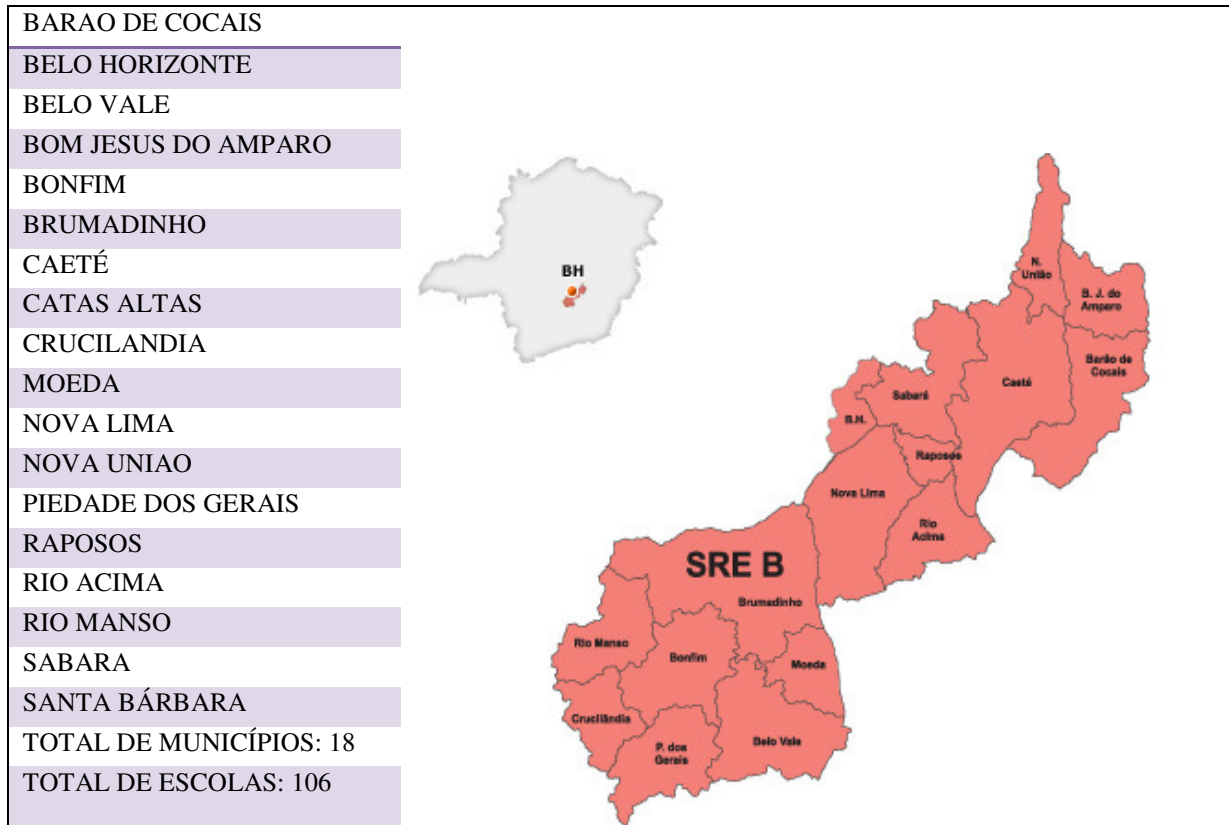 BARAO DE COCAIS
BELO HORIZONTE
BELO VALE
BOM JESUS DO AMPARO
BONFIM
BRUMADINHO
CAETÉ
CATAS ALTAS
CRUCILANDIA
MOEDA
NOVA LIMA
NOVA UNIAO
PIEDADE DOS GERAIS
RAPOSOS
RIO ACIMA
RIO MANSO
SABARA
SANTA BÁRBARA
TOTAL DE MUNICÍPIOS: 18
TOTAL DE ESCOLAS: 106
BH
N.
União
B. J. do
Amparo
Barão de
Cocais
Caeté
Sabará
B.H.
Raposos
Nova Lima
Rio
Acima
SRE B
Brumadinho
Rio Manso
Bonfim
Moeda
Crucilândia
P. dos
Gerais
Belo Vale